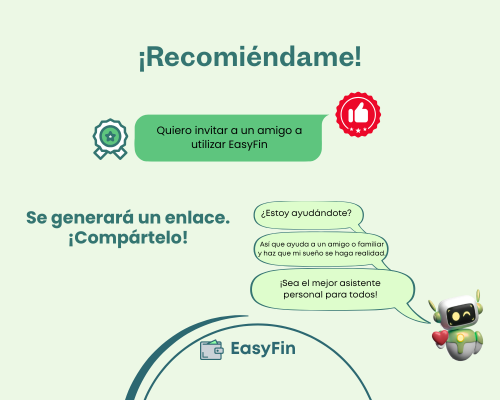 ¡Recomiéndame!
Quiero invitar a un amigo a
utilizar EasyFin
Se generará un enlace.
¡Compártelo!
¿Estoy ayudándote?
Así que ayuda a un amigo o familiar
y haz que mi sueño se haga realidad.
¡Sea el mejor asistente
personal para todos!
EasyFin